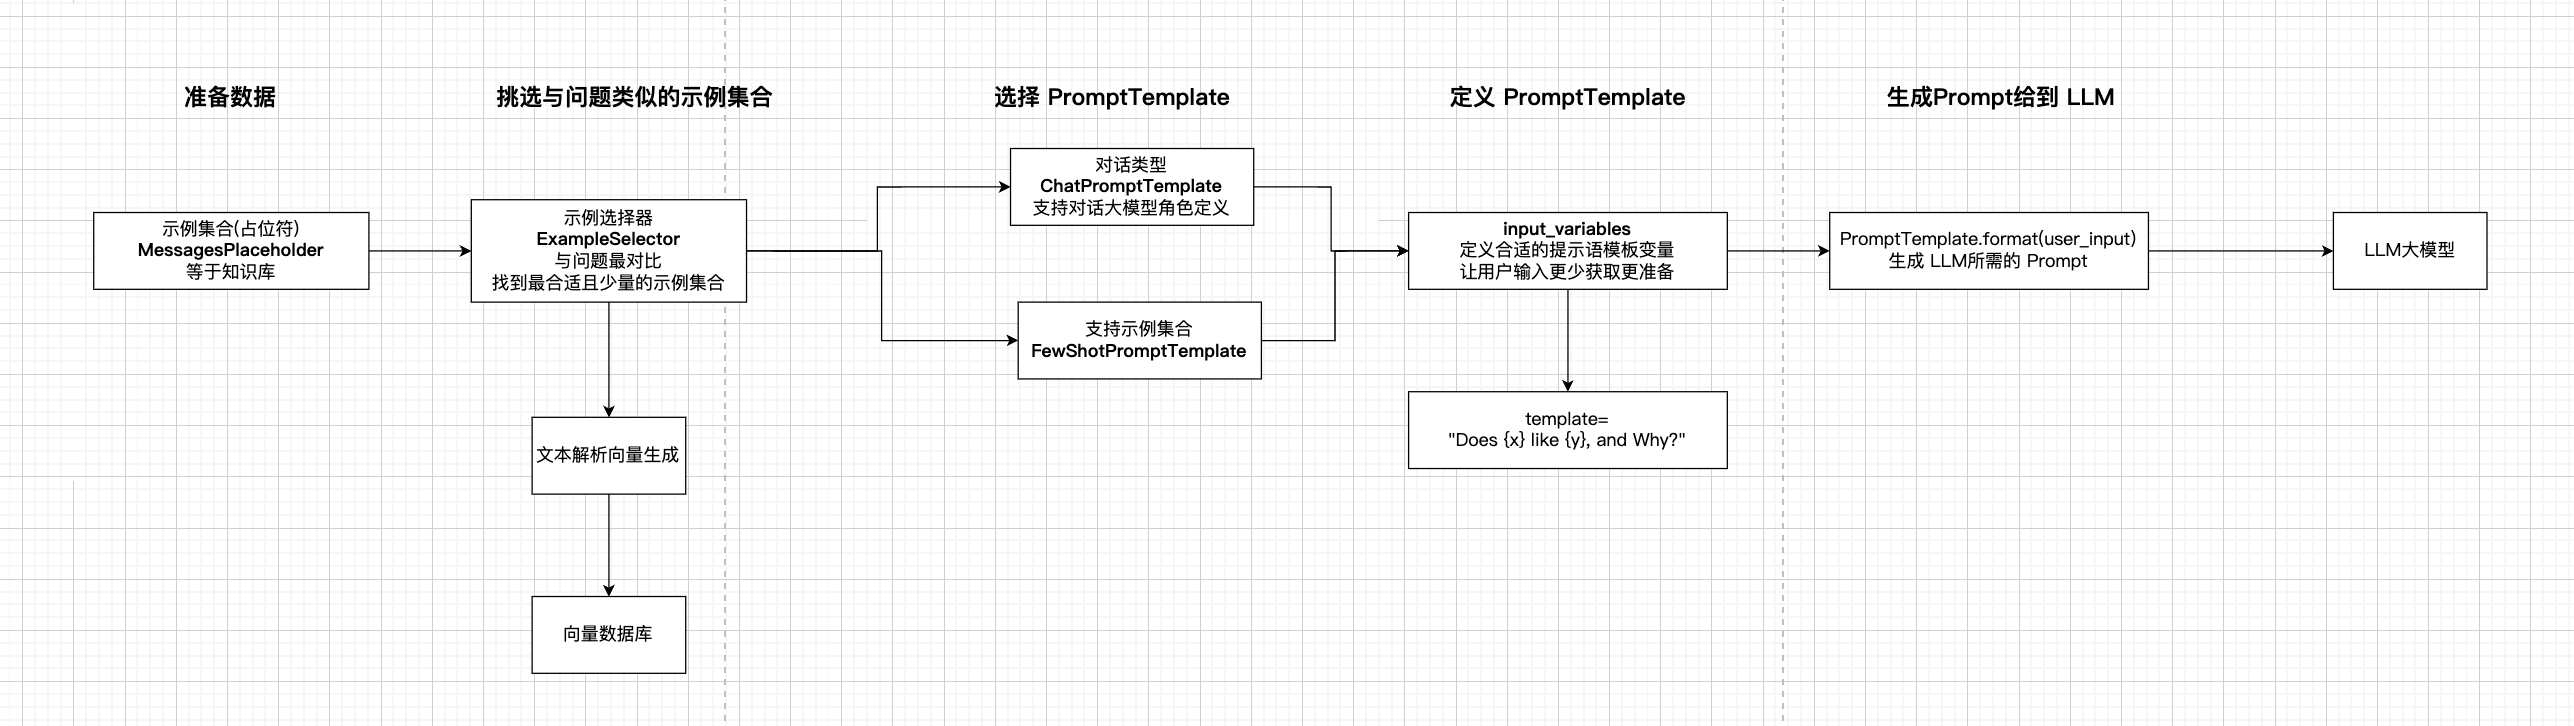 准备数据
挑选与问题类似的示例集合
选择 PromptTemplate
定义 PromptTemplate
生成Prompt给到 LLM
示例集合(占位符)
MessagesPlaceholder
等于知识库
示例选择器
ExampleSelector
与问题最对比
找到最合适且少量的示例集合
文本解析向量生成
向量数据库
对话类型
ChatPromptTemplate
支持对话大模型角色定义
支持示例集合
FewShotPromptTemplate
input_variables
定义合适的提示语模板变量
让用户输入更少获取更准备
template=
"Does {x} like {y}, and Why?"
PromptTemplate.format(user_input)
生成 LLM所需的 Prompt
LLM大模型